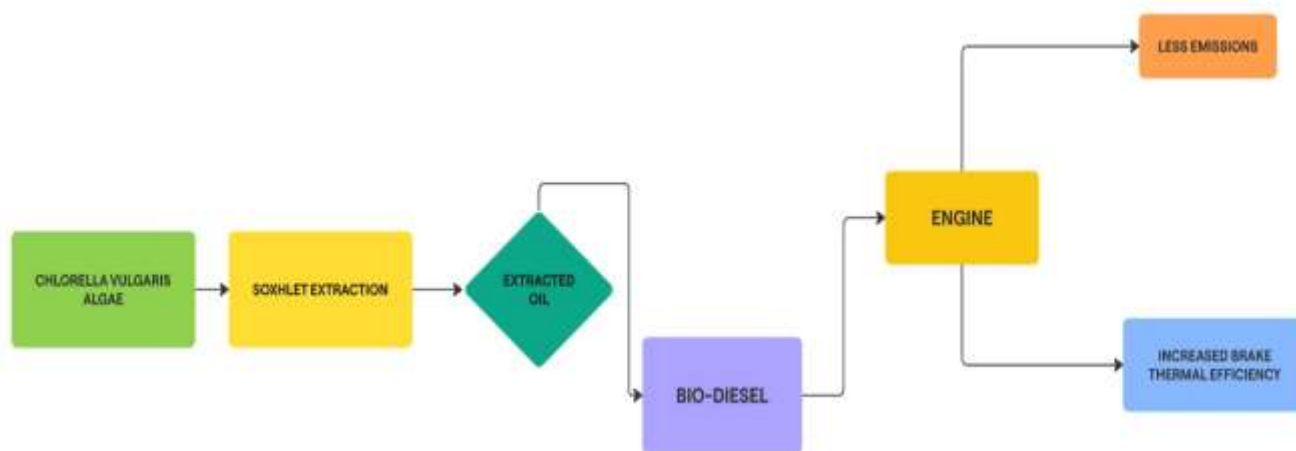 CHLORELLA VULGARIS
ALGAE
SOXHLET EXTRACTION
EXTRACTED
OIL
BIO-DIESEL
ENGINE
LESS EMISSIONS
INCREASED BRAKE
THERMAL EFFICIENCY